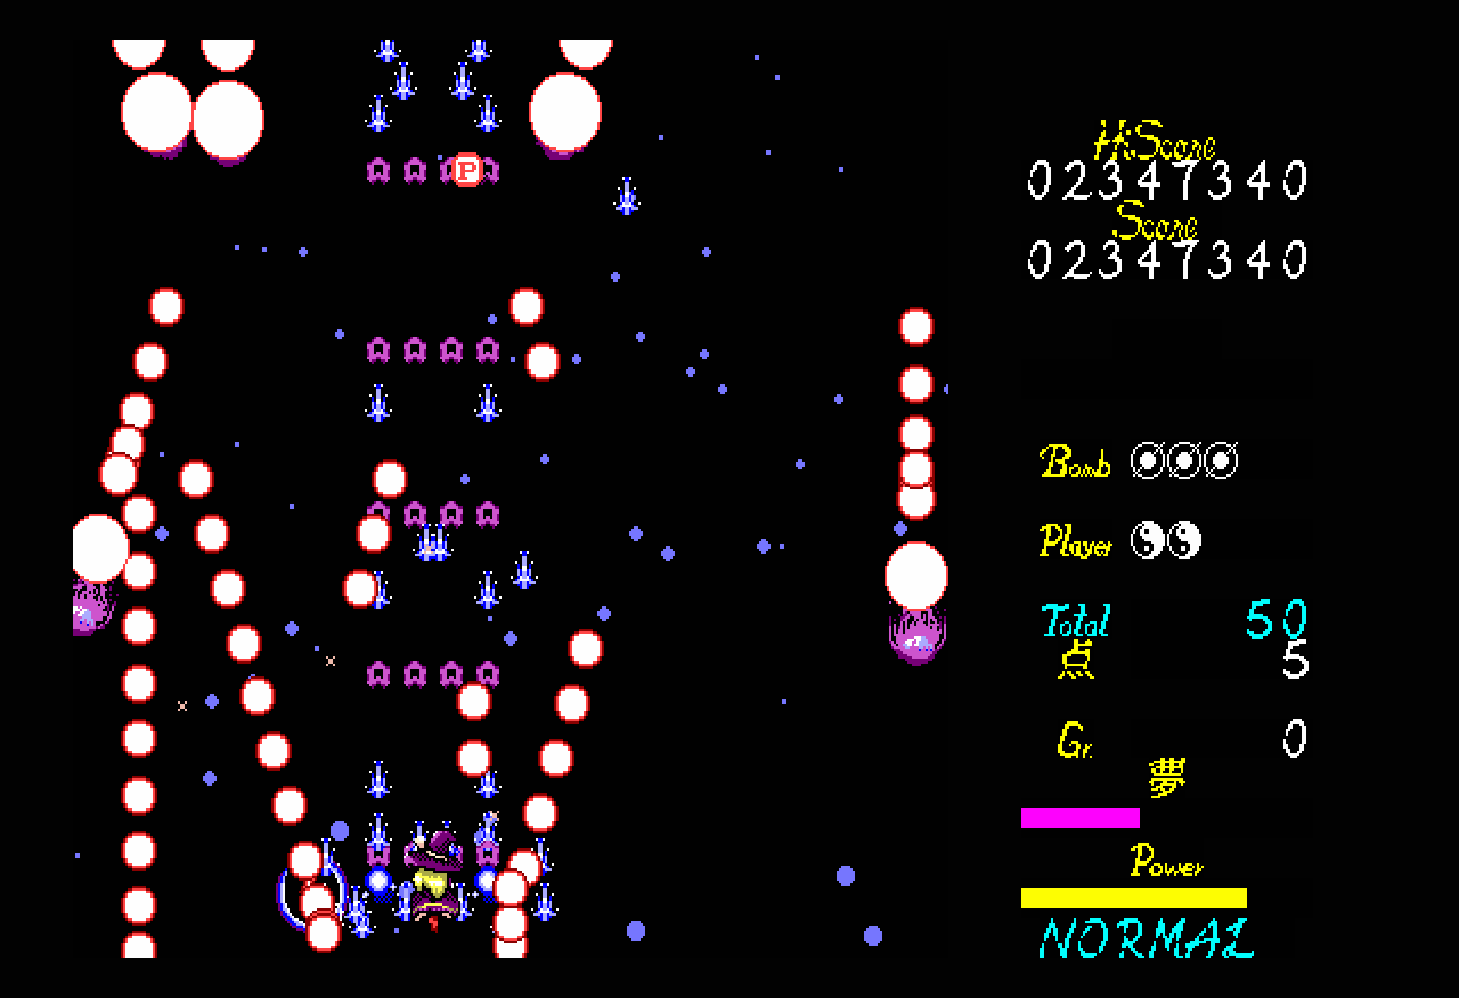 P
HiScore
02347340
Score
02347340
Bomb
Player
Total 50
点 5
Gr. 0
夢
Power
NORMAL